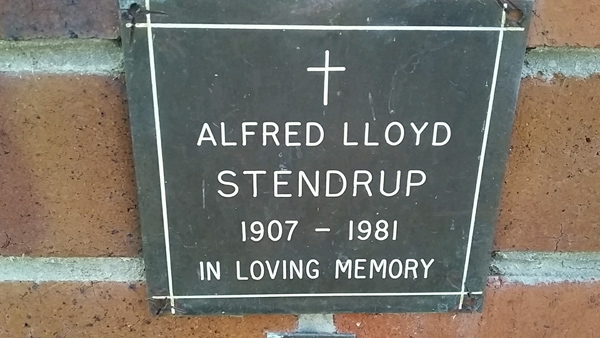 ALFRED LLOYD
STENDRUP
1907 - 1981
IN LOVING MEMORY